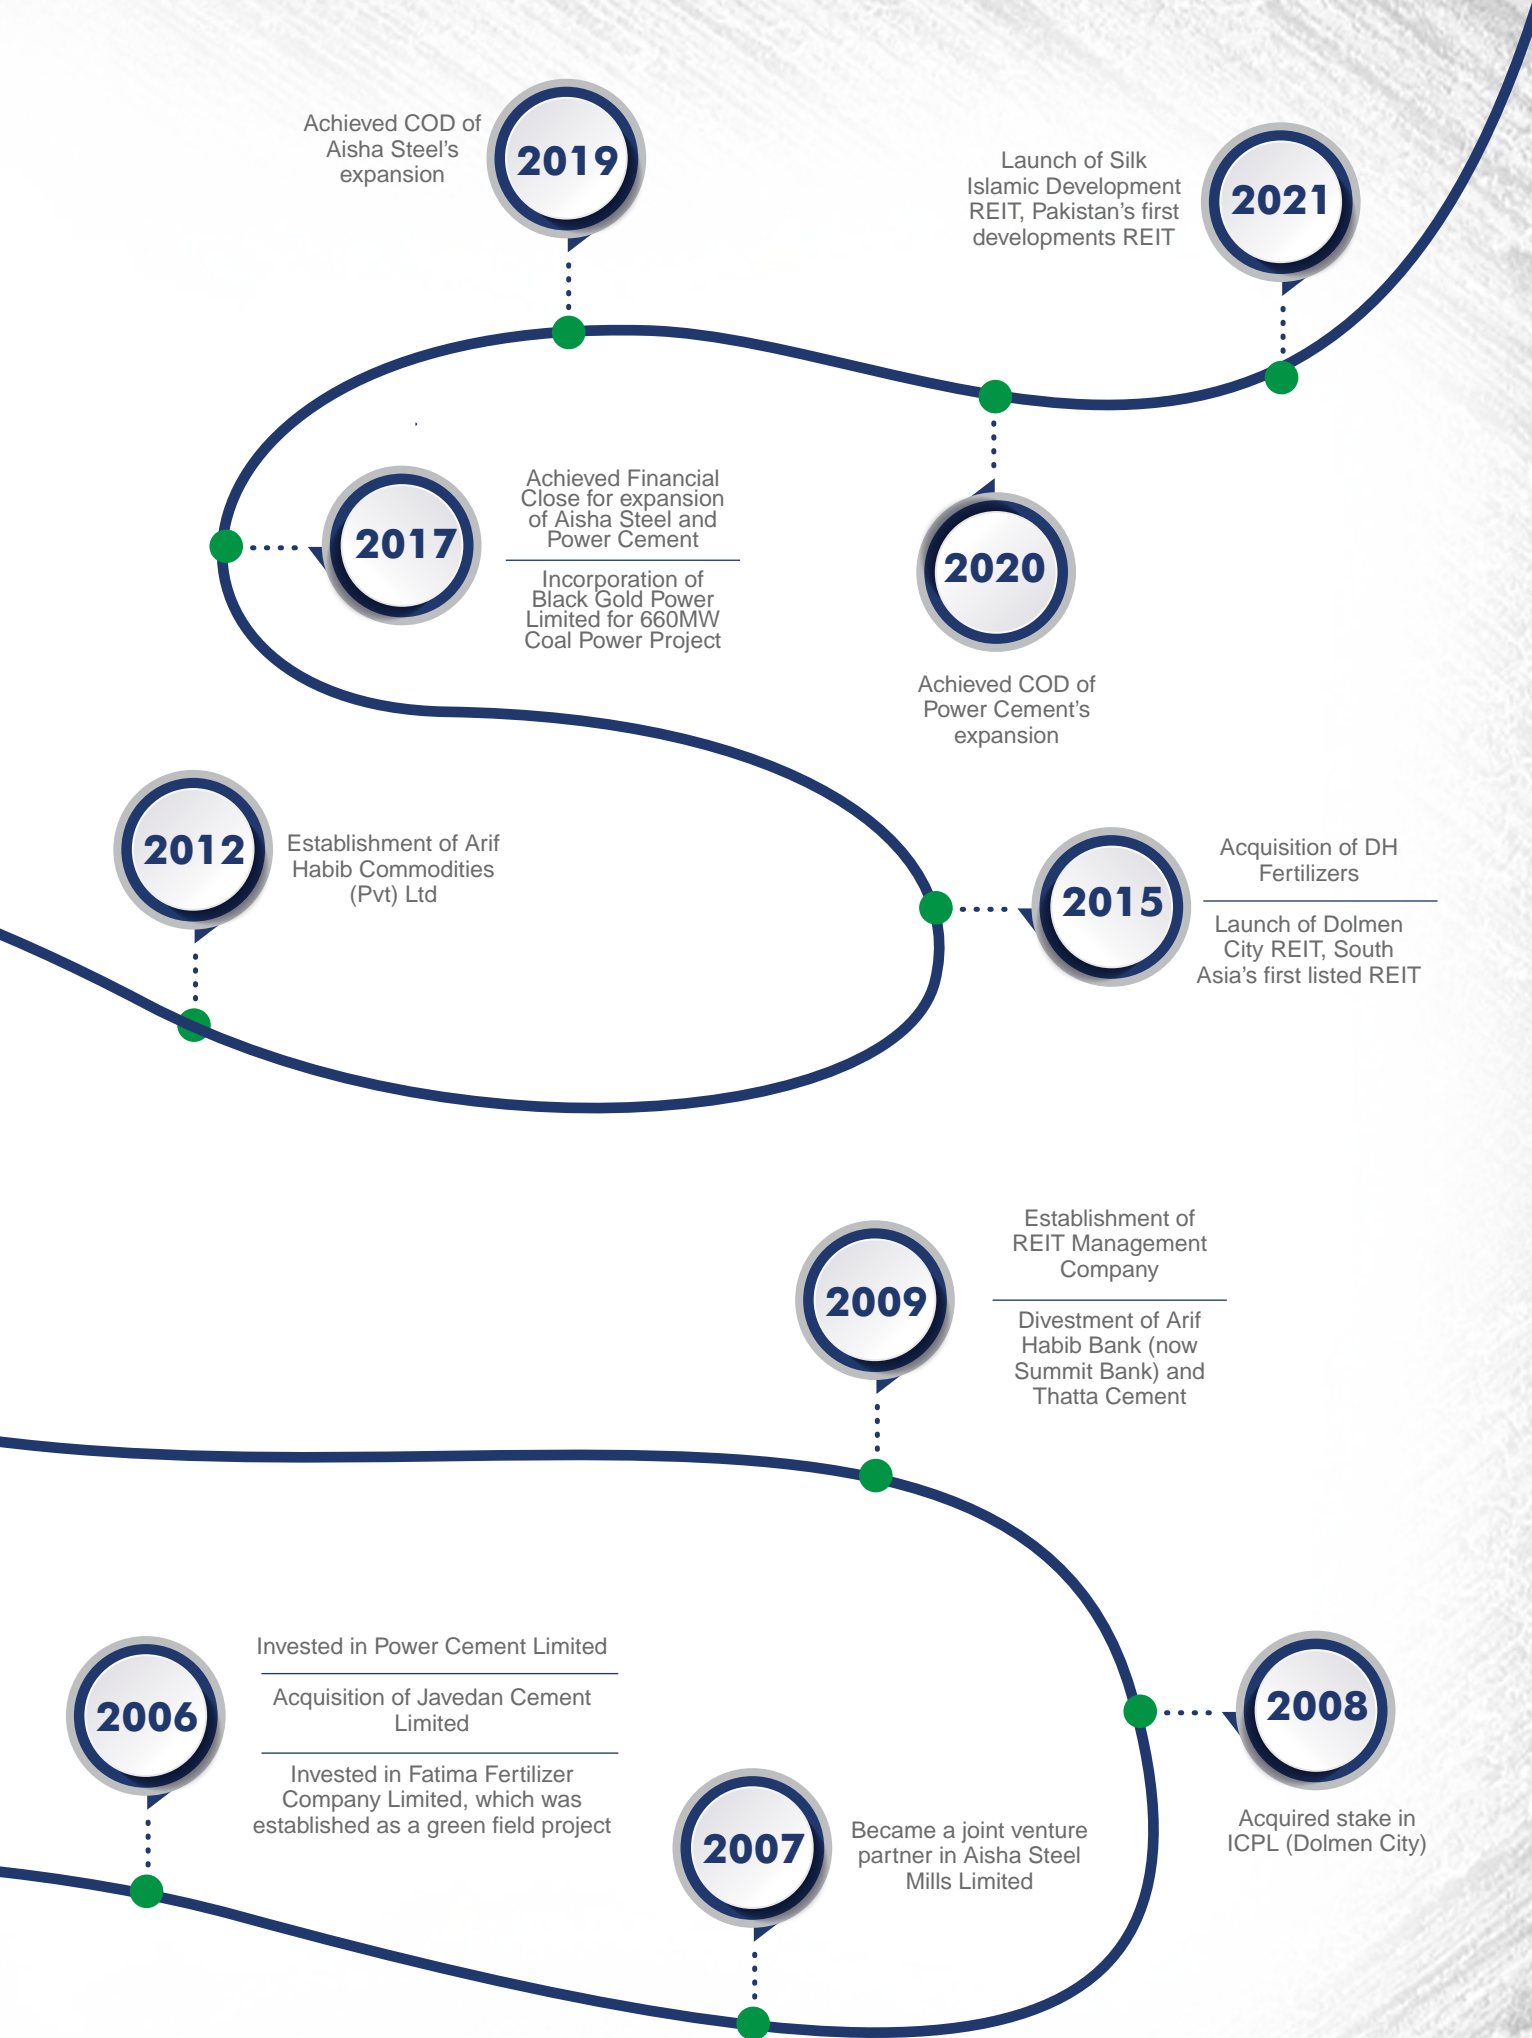 Achieved COD of
Aisha Steel's
expansion
2019
Launch of Silk
Islamic Development
REIT, Pakistan's first
developments REIT
2021
2017
Achieved Financial
Close for expansion
of Aisha Steel and
Power Cement
Incorporation of
Black Gold Power
Limited for 660MW
Coal Power Project
2020
Achieved COD of
Power Cement's
expansion
2012
Establishment of Arif
Habib Commodities
(Pvt) Ltd
2015
Acquisition of DH
Fertilizers
Launch of Dolmen
City REIT, South
Asia's first listed REIT
2009
Establishment of
REIT Management
Company
Divestment of Arif
Habib Bank (now
Summit Bank) and
Thatta Cement
2006
Invested in Power Cement Limited
Acquisition of Javedan Cement
Limited
Invested in Fatima Fertilizer
Company Limited, which was
established as a green field project
2007
Became a joint venture
partner in Aisha Steel
Mills Limited
2008
Acquired stake in
ICPL (Dolmen City)